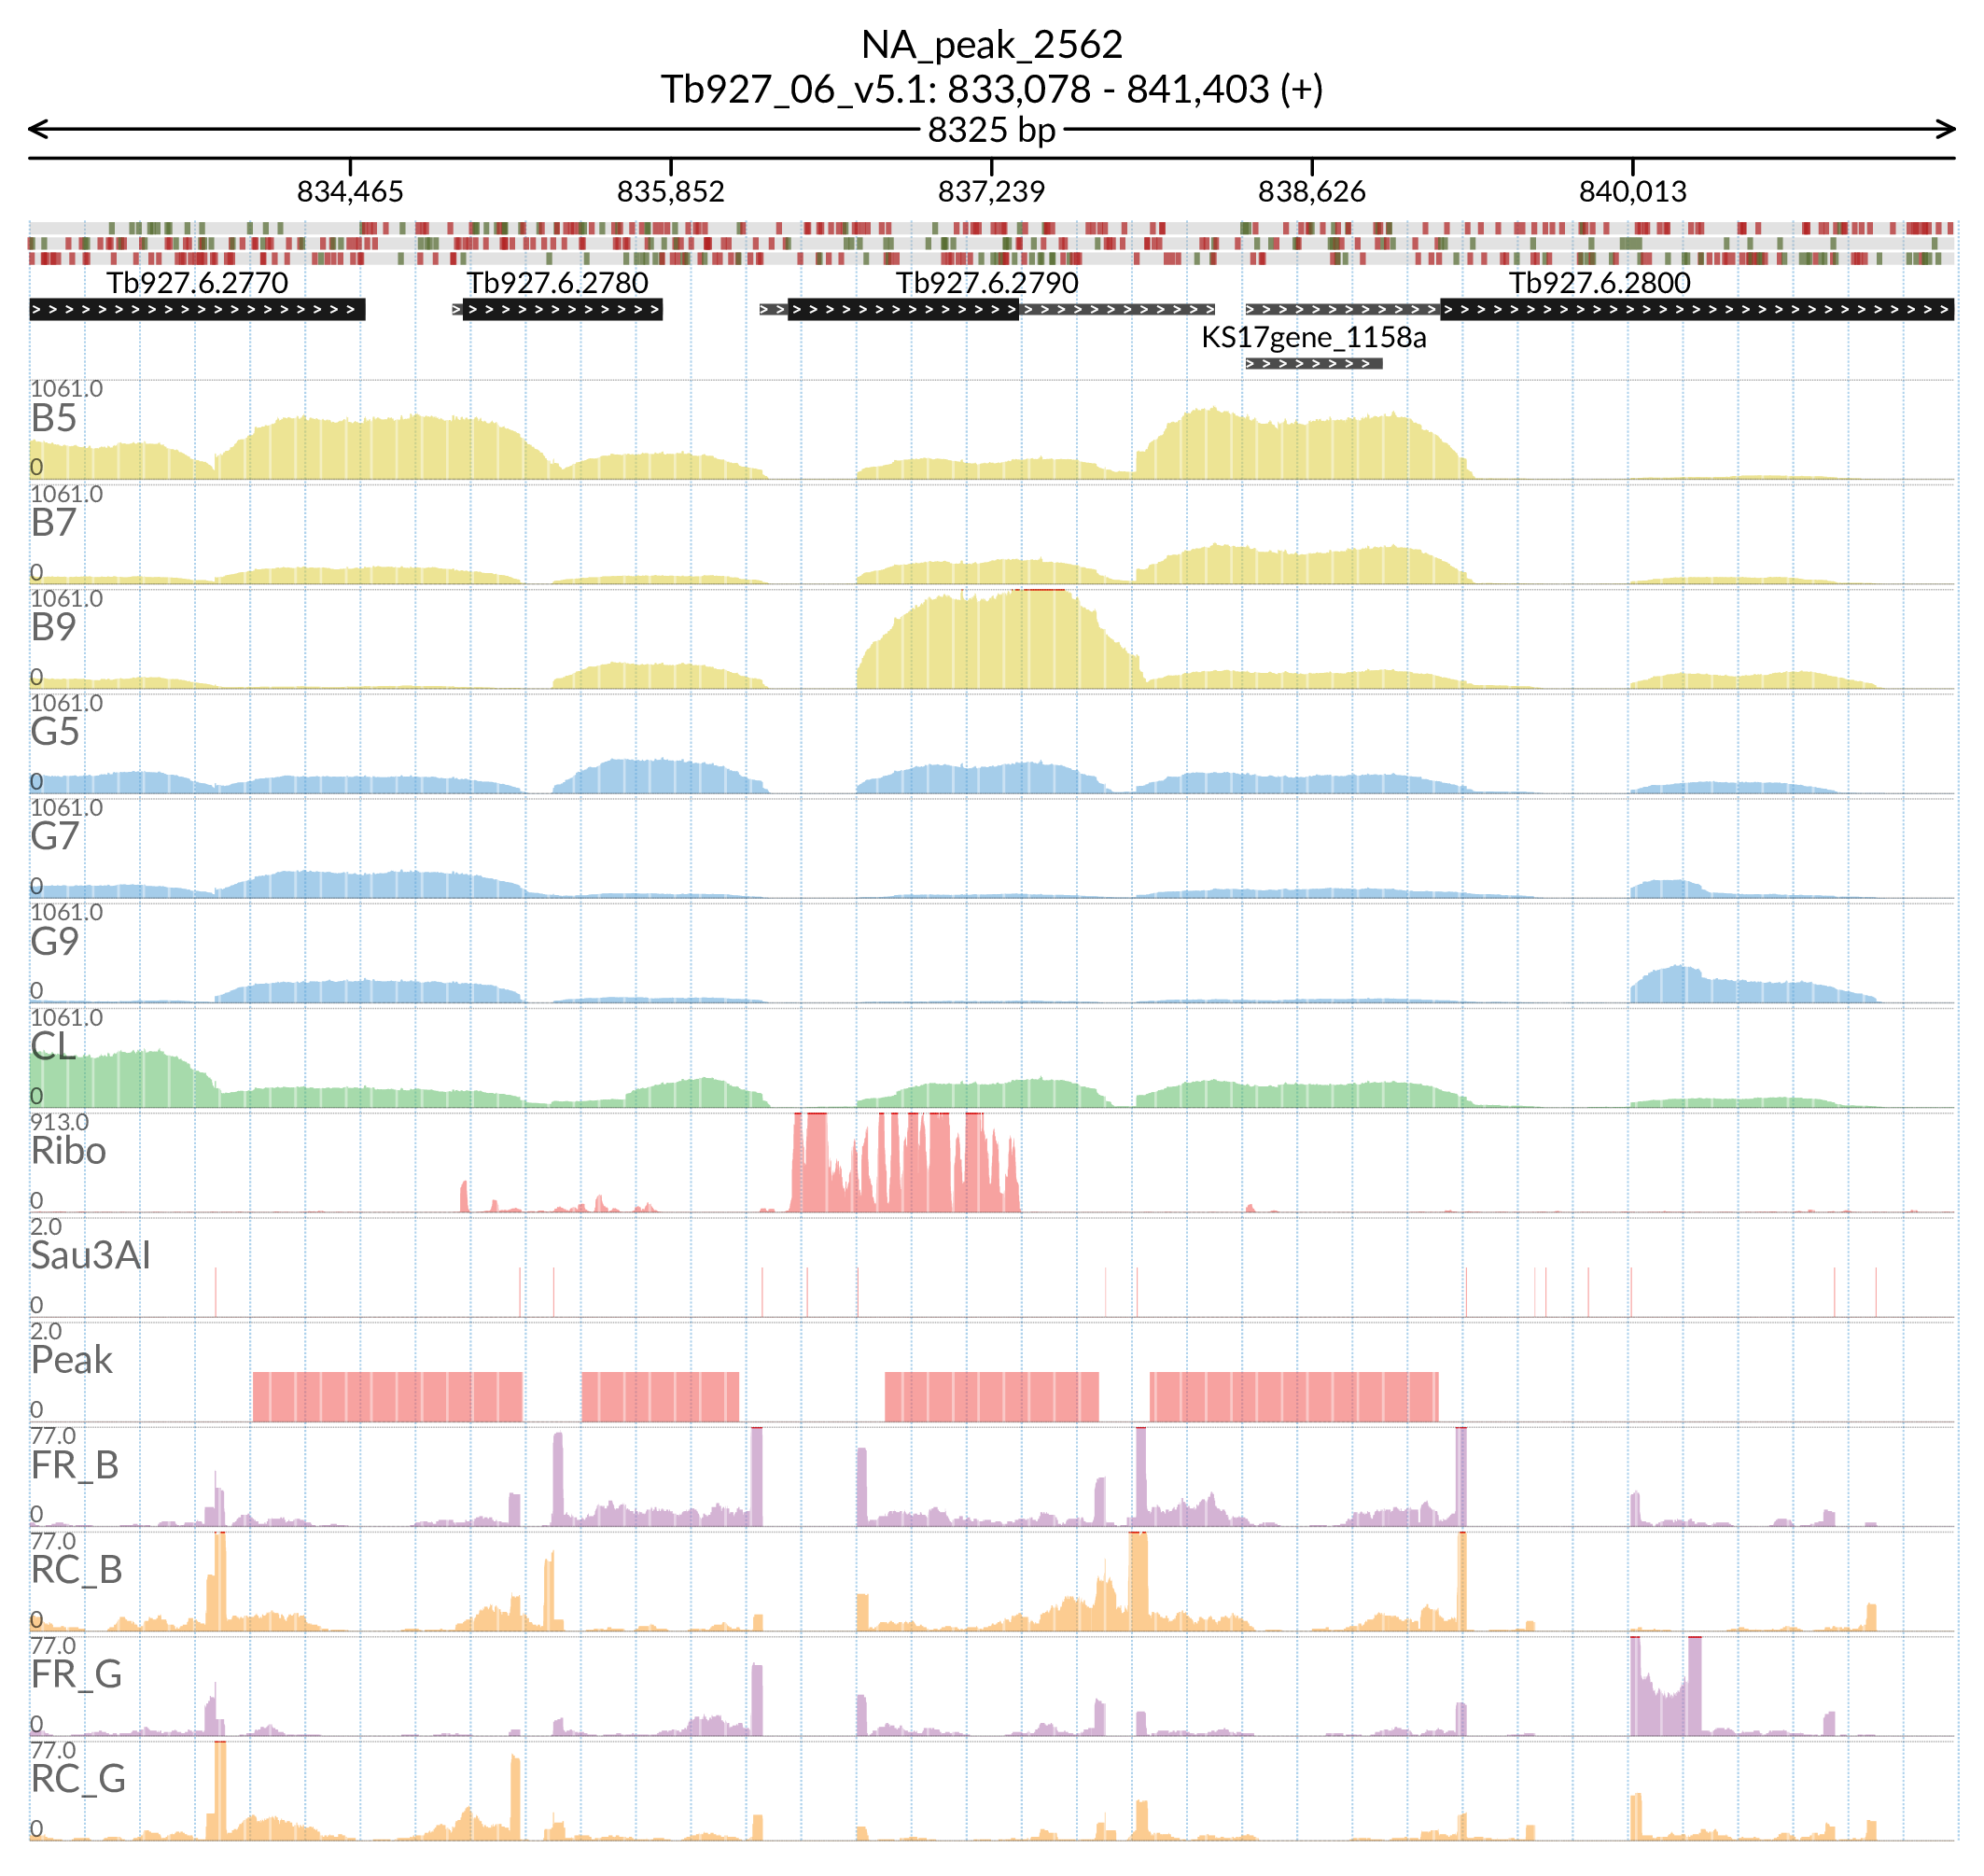 NA_peak_2562
Tb927_06_v5.1: 833,078 - 841,403 (+)
8325 bp
834,465 835,852 837,239 838,626 840,013
Tb927.6.2770 Tb927.6.2780 Tb927.6.2790 Tb927.6.2800
KS17gene_1158a
1061.0
B5
0
1061.0
B7
0
1061.0
B9
0
1061.0
G5
0
1061.0
G7
0
1061.0
G9
0
1061.0
CL
0
913.0
Ribo
0
2.0
Sau3AI
0
2.0
Peak
0
77.0
FR_B
0
77.0
RC_B
0
77.0
FR_G
0
77.0
RC_G
0